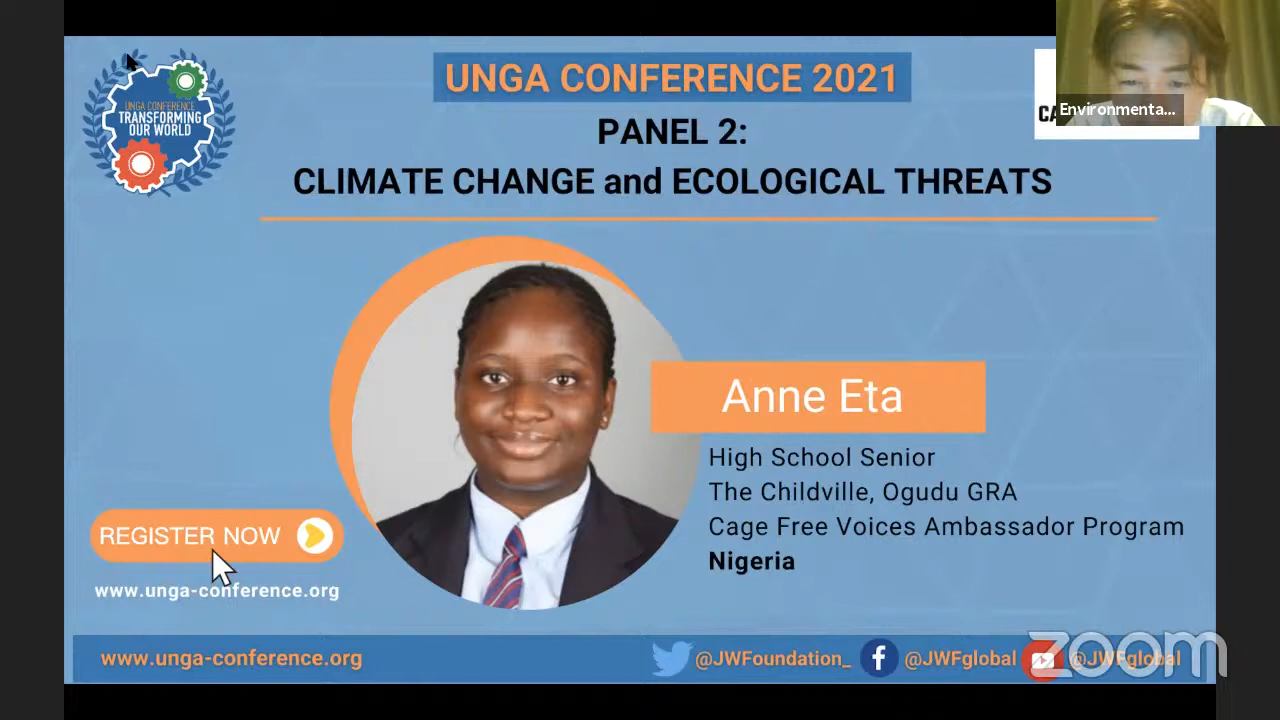 UNGA CONFERENCE
TRANSFORMING
OUR WORLD
UNGA CONFERENCE 2021
PANEL 2:
CLIMATE CHANGE and ECOLOGICAL THREATS
Environmenta...
Anne Eta
High School Senior
The Childville, Ogudu GRA
Cage Free Voices Ambassador Program
Nigeria
REGISTER NOW
www.unga-conference.org
www.unga-conference.org
@JWFoundation_
@JWFglobal
@JWFglobal
zoom